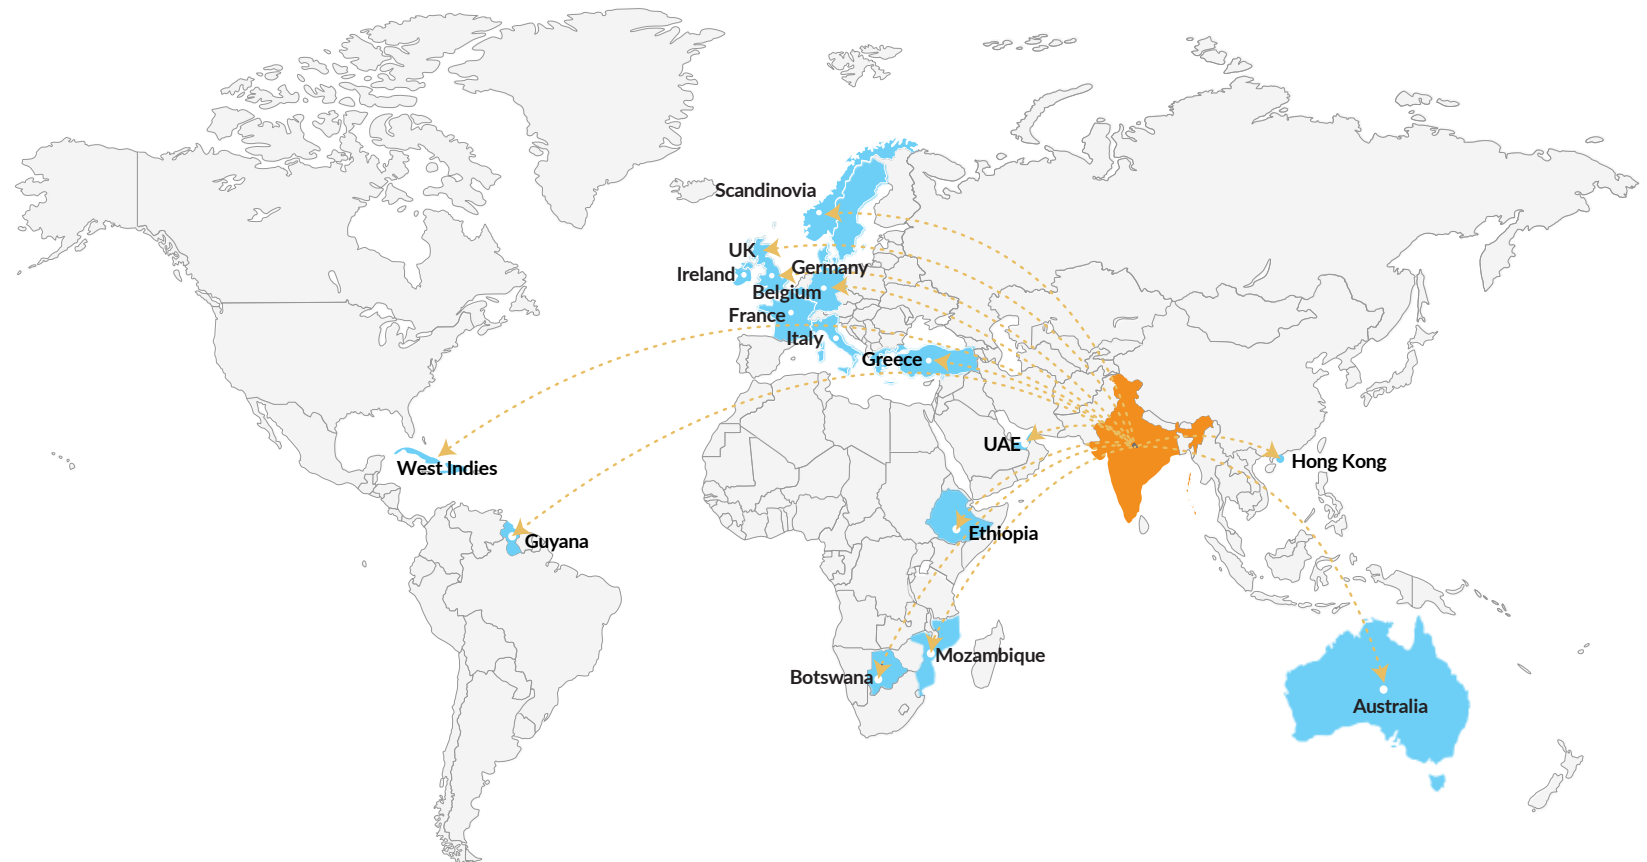 Scandinovia
UK
Germany
Ireland
Belgium
France
Italy
Greece
UAE
Hong Kong
West Indies
Ethiopia
Guyana
Mozambique
Botswana
Australia